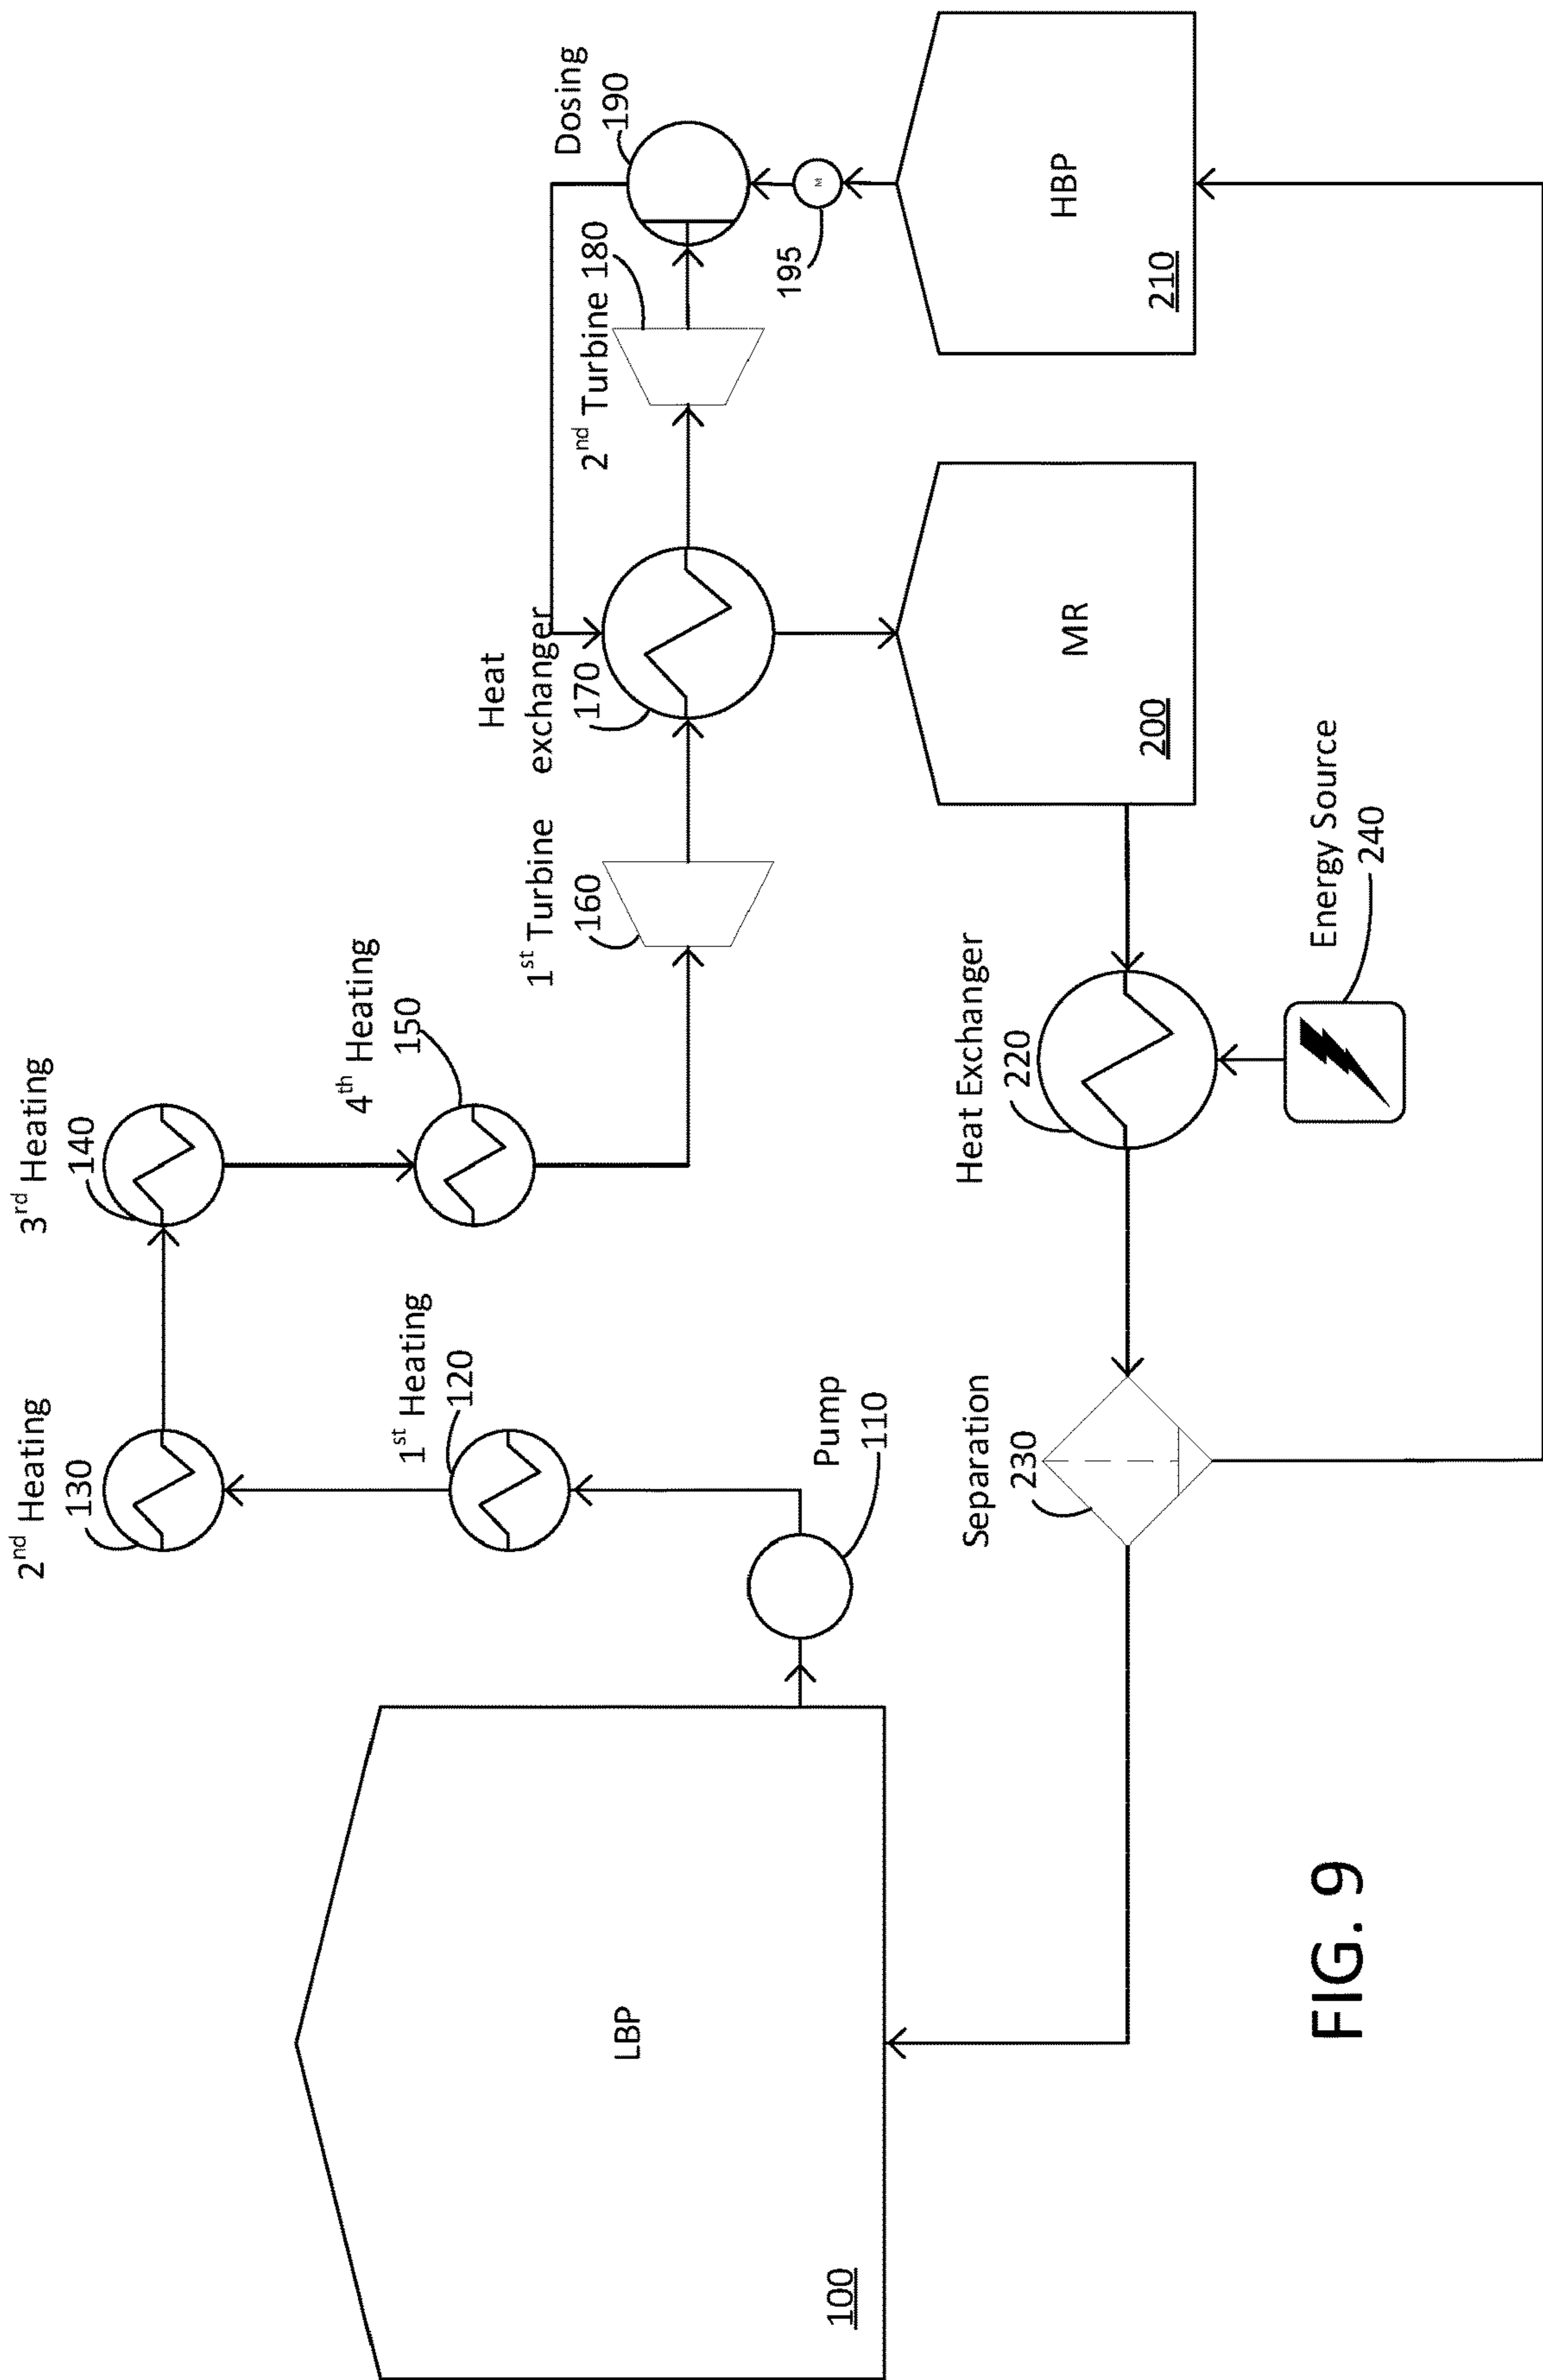 2nd Heating
130
3rd Heating
140
1st Heating
120
4th Heating
150
Pump
110
1st Turbine
160
Heat
exchanger
170
2nd Turbine 180
Dosing
190
195
M
LBP
100
Separation
230
Heat Exchanger
220
Energy Source
240
MR
200
HBP
210
FIG. 9